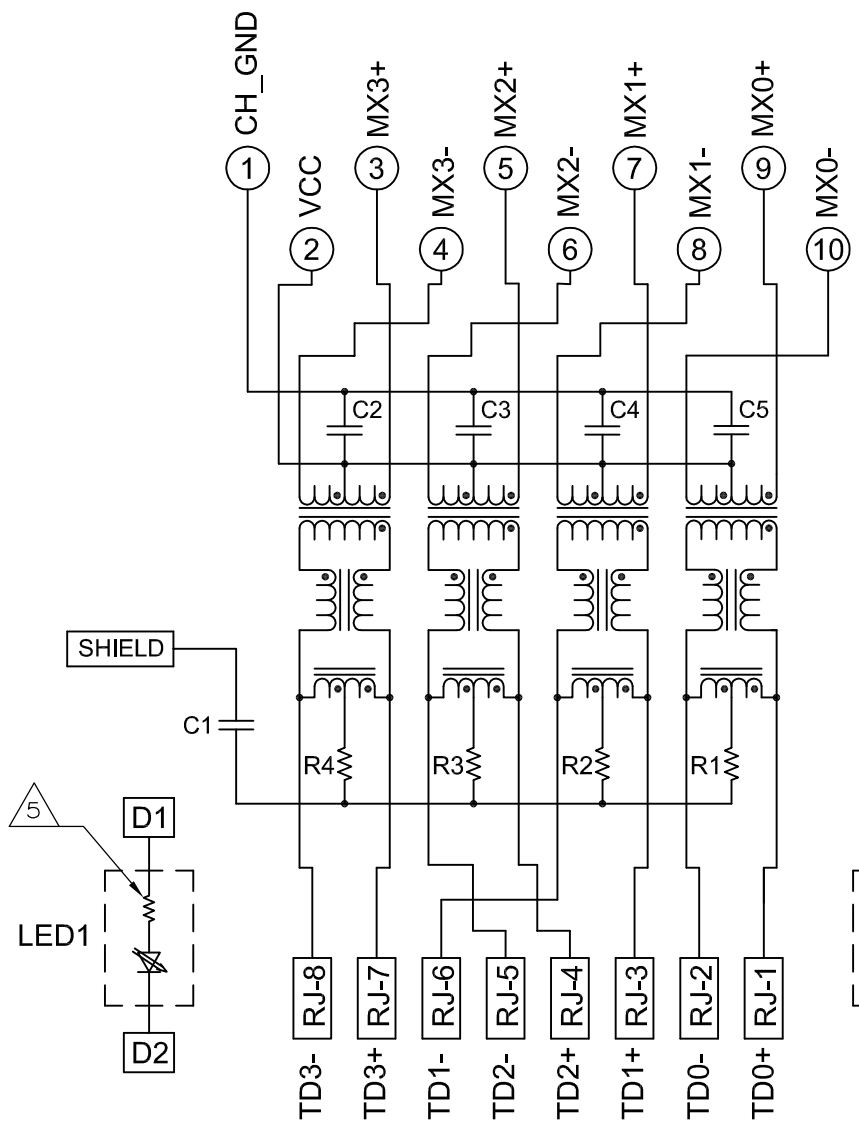 CH_GND
MX3+
MX2+
MX1+
MX0+
1
VCC
3
MX3-
5
MX2-
7
MX1-
9
MX0-
2
4
6
8
10
C2
C3
C4
C5
SHIELD
C1
R4
R3
R2
R1
5
D1
LED1
D2
RJ-8
RJ-7
RJ-6
RJ-5
RJ-4
RJ-3
RJ-2
RJ-1
TD3-
TD3+
TD1-
TD2-
TD2+
TD1+
TD0-
TD0+